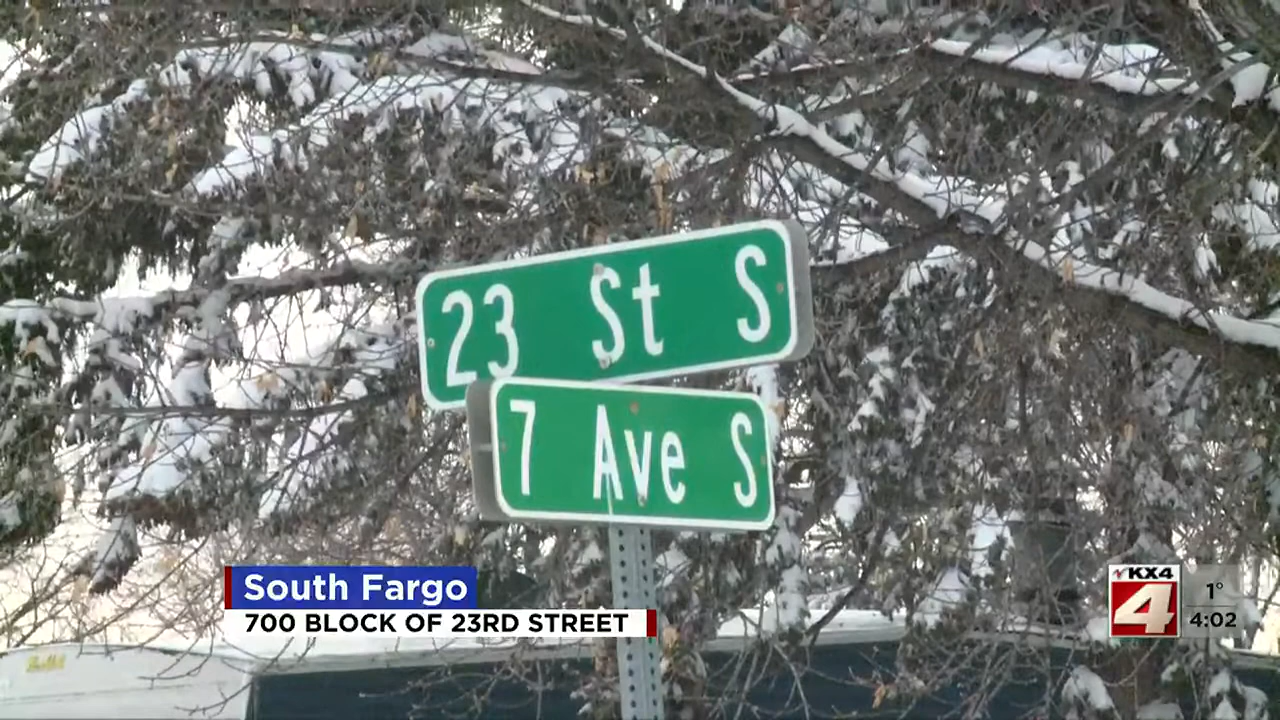 23 St S
7 Ave S
South Fargo
700 BLOCK OF 23RD STREET
KX4
4
1°
4:02